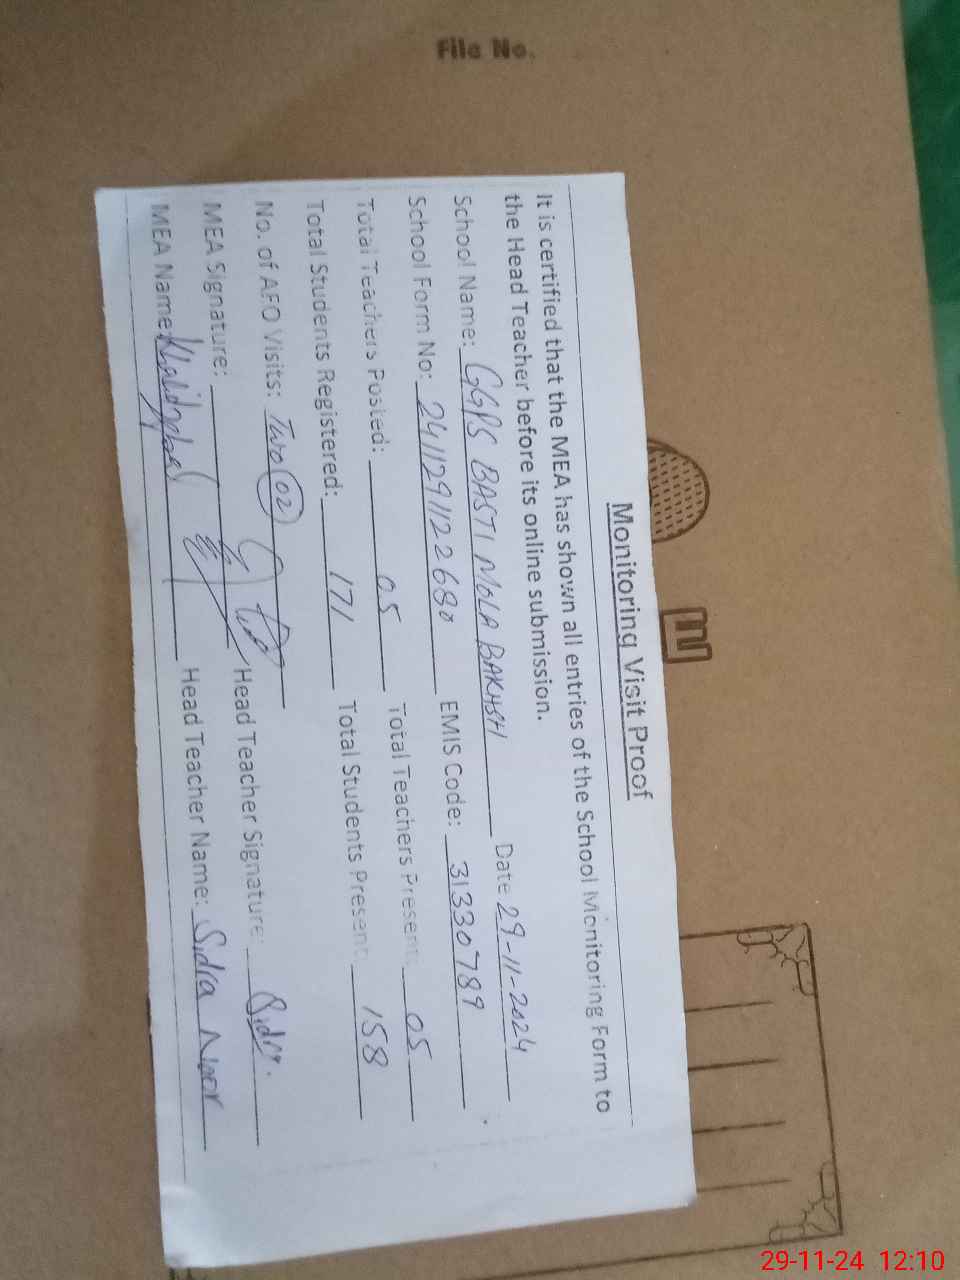 File No.
Monitoring Visit Proof
It is certified that the MEA has shown all entries of the School Monitoring Form to
the Head Teacher before its online submission.
School Name: GGPS BASTI MOLA BAKHSH Date 29-11-2024
School Form No: 2411291122680 EMIS Code: 31330789
Total Teachers Posted: 05 Total Teachers Present: 05
Total Students Registered: 171 Total Students Present: 158
No. of AEO Visits: Two 02
MEA Signature: Head Teacher Signature: Sidra.
MEA Name: Head Teacher Name: Sidra Noor
29-11-24 12:10